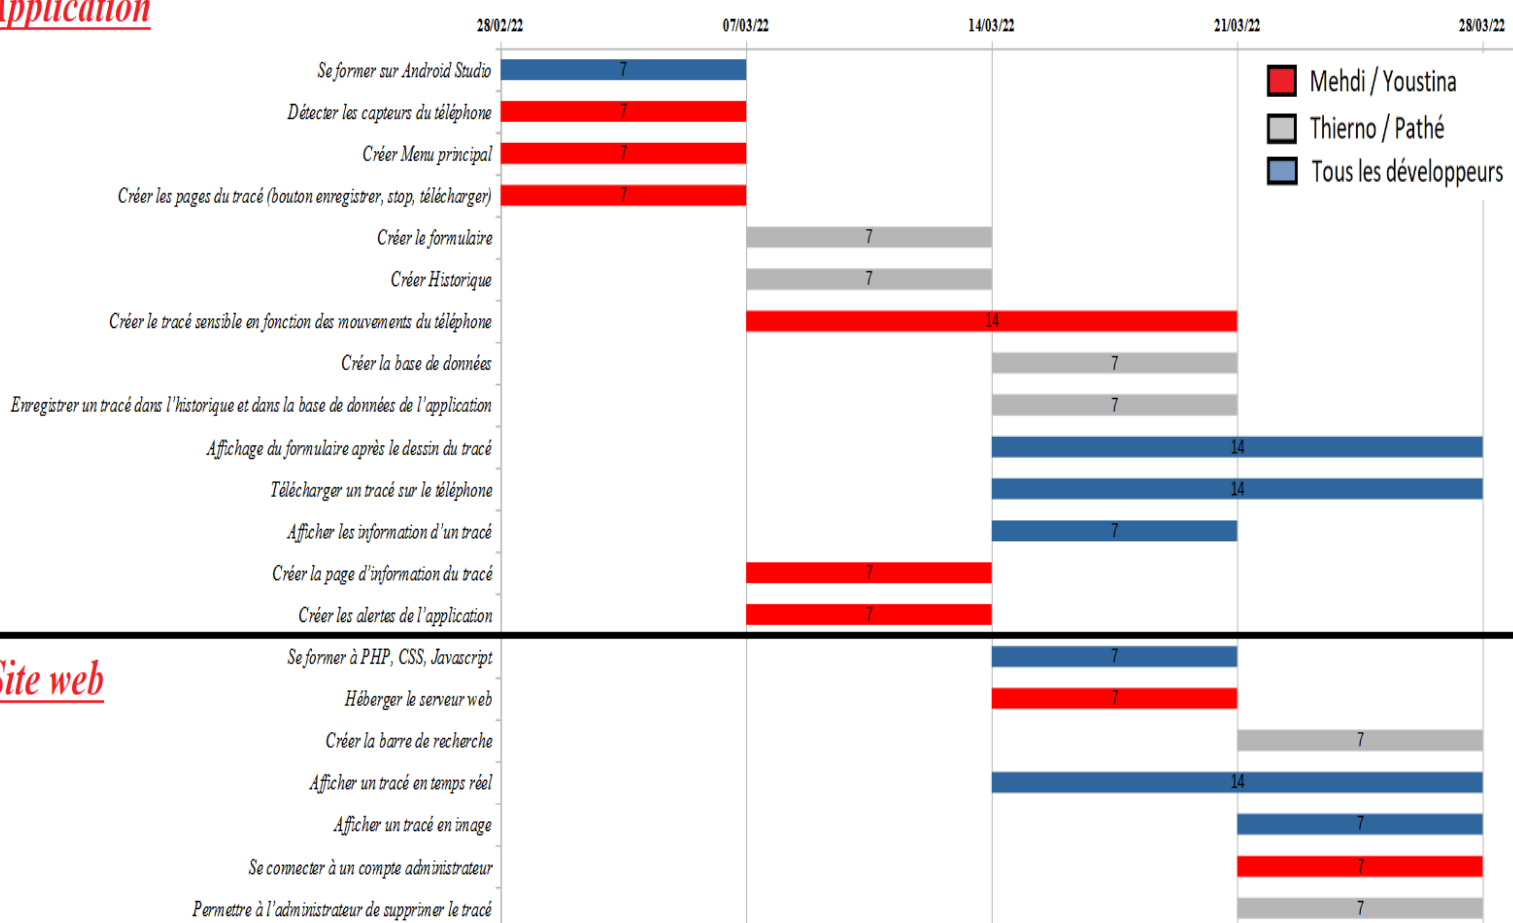 Application
28/02/22 07/03/22 14/03/22 21/03/22 28/03/22
Se former sur Android Studio 7
Mehdi / Youstina
Détecter les capteurs du téléphone 7
Thierno / Pathé
Créer Menu principal 7
Tous les développeurs
Créer les pages du tracé (bouton enregistrer, stop, télécharger) 7
Créer le formulaire 7
Créer Historique 7
Créer le tracé sensible en fonction des mouvements du téléphone 14
Créer la base de données 7
Enregistrer un tracé dans l'historique et dans la base de données de l'application 7
Affichage du formulaire après le dessin du tracé 14
Télécharger un tracé sur le téléphone 14
Afficher les information d'un tracé 7
Créer la page d'information du tracé 7
Créer les alertes de l'application 7
Site web
Se former à PHP, CSS, Javascript 7
Héberger le serveur web 7
Créer la barre de recherche 7
Afficher un tracé en temps réel 14
Afficher un tracé en image 7
Se connecter à un compte administrateur 7
Permettre à l'administrateur de supprimer le tracé 7